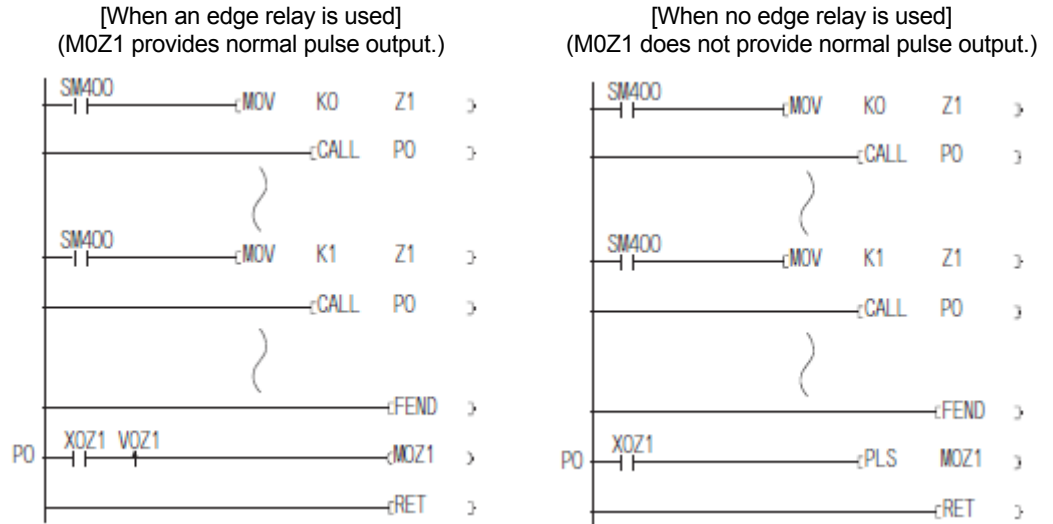 [When an edge relay is used]
(M0Z1 provides normal pulse output.)
SM400
MOV K0 Z1
CALL P0
SM400
MOV K1 Z1
CALL P0
FEND
P0 X0Z1 V0Z1
M0Z1
RET
[When no edge relay is used]
(M0Z1 does not provide normal pulse output.)
SM400
MOV K0 Z1
CALL P0
SM400
MOV K1 Z1
CALL P0
FEND
P0 X0Z1
PLS M0Z1
RET